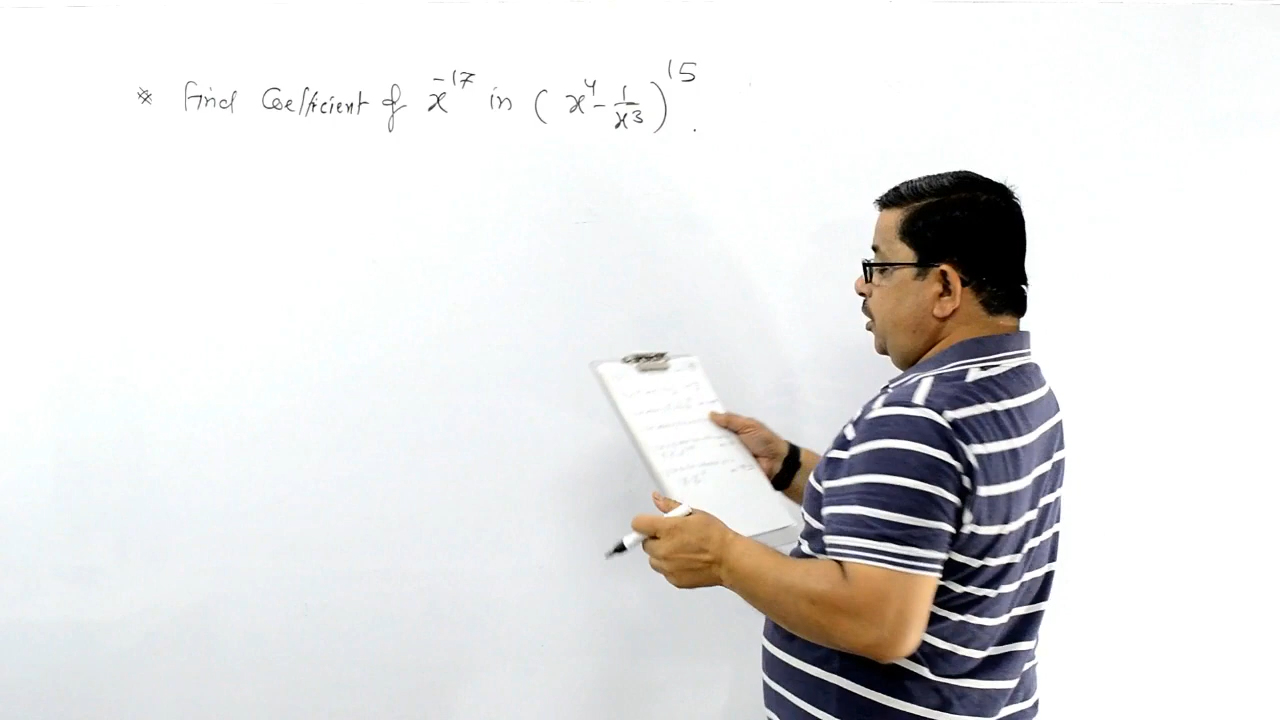 * Find Coefficient of x⁻¹⁷ in (x⁴ - 1/x³)¹⁵.